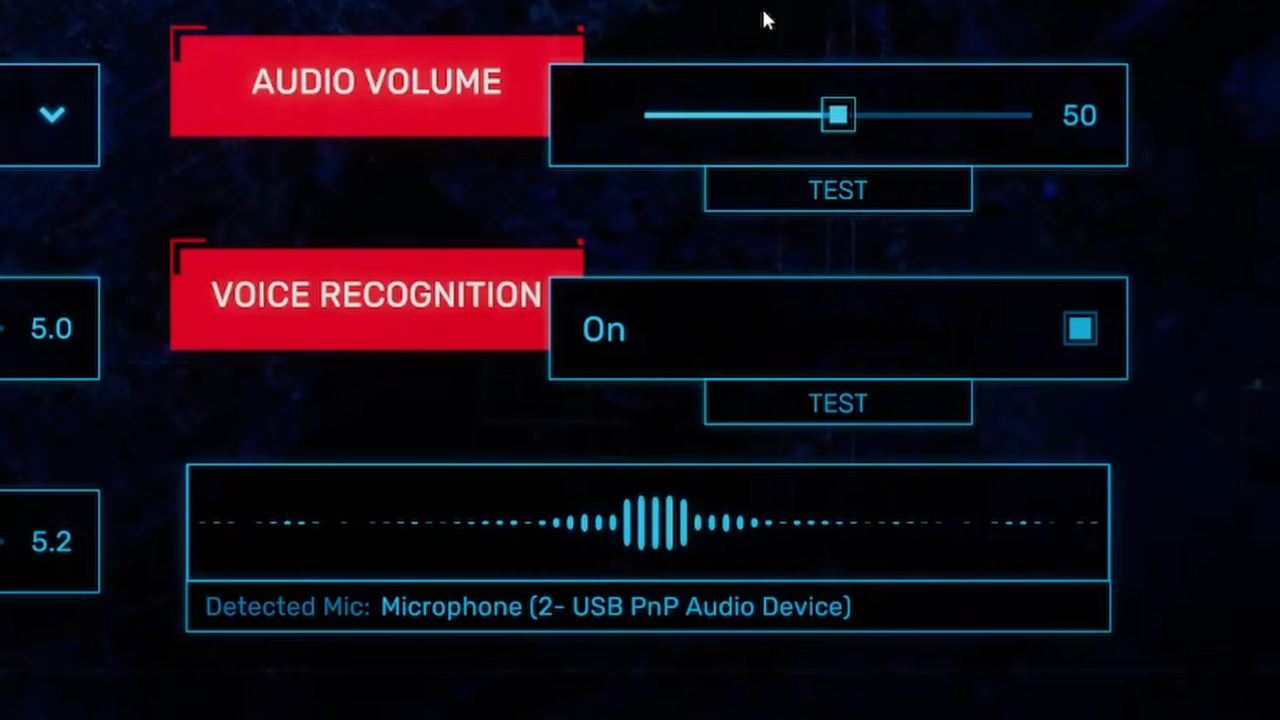 AUDIO VOLUME
50
TEST
VOICE RECOGNITION
5.0
On
TEST
5.2
Detected Mic: Microphone (2- USB PnP Audio Device)